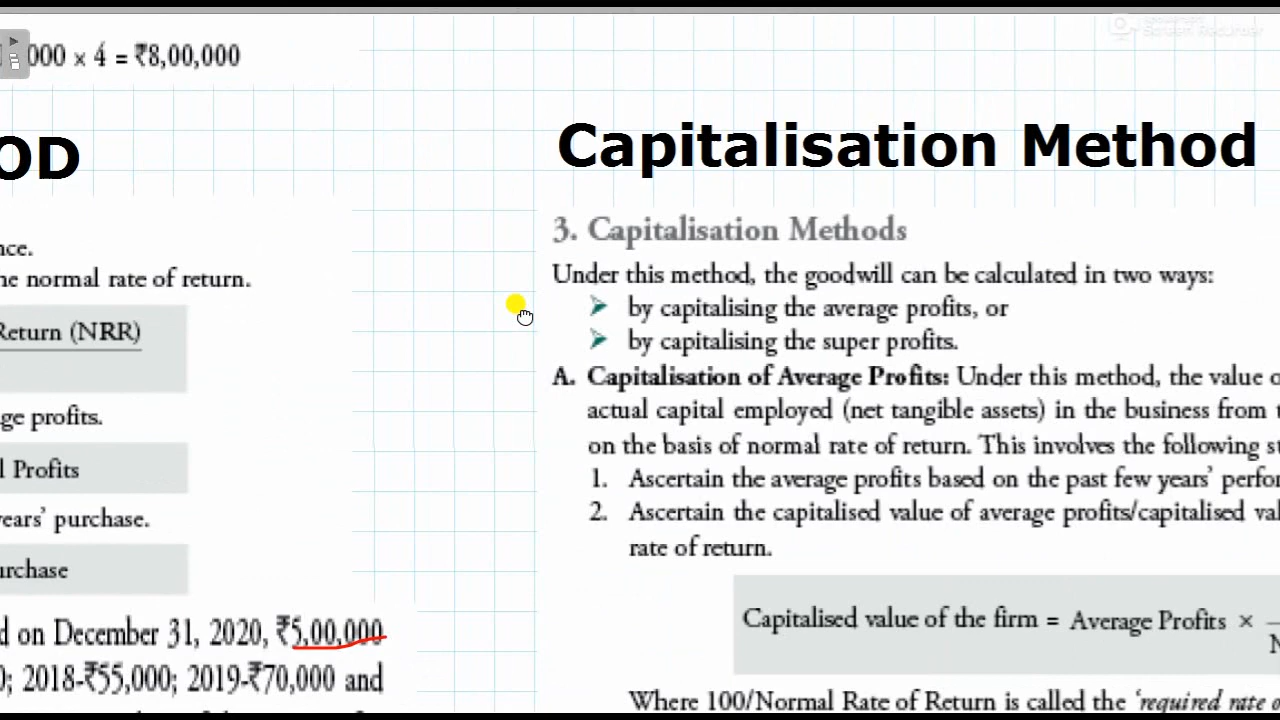 000 × 4 = ₹8,00,000
OD
nce.
ne normal rate of return.
Return (NRR)
ge profits.
l Profits
years' purchase.
urchase
d on December 31, 2020, ₹5,00,000
0; 2018-₹55,000; 2019-₹70,000 and
Screen Recorder
Capitalisation Method
3. Capitalisation Methods
Under this method, the goodwill can be calculated in two ways:
➢ by capitalising the average profits, or
➢ by capitalising the super profits.
A. Capitalisation of Average Profits: Under this method, the value o
actual capital employed (net tangible assets) in the business from t
on the basis of normal rate of return. This involves the following st
1. Ascertain the average profits based on the past few years' perfor
2. Ascertain the capitalised value of average profits/capitalised val
rate of return.
Capitalised value of the firm = Average Profits ×
N
Where 100/Normal Rate of Return is called the 'required rate o